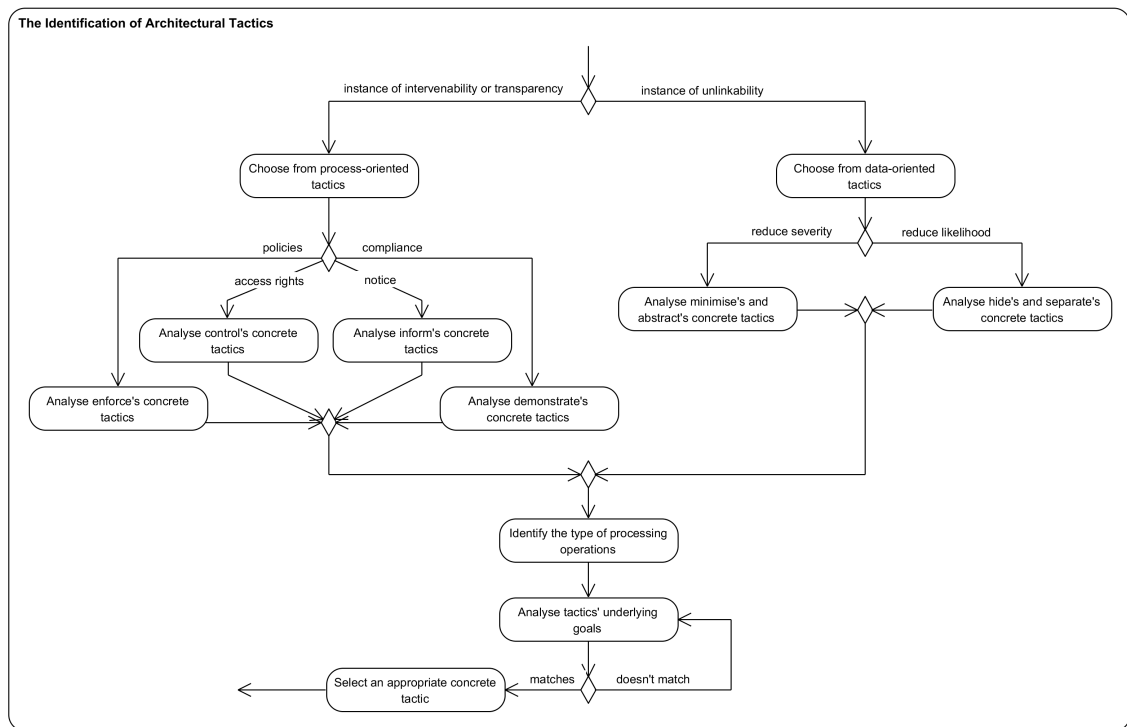 The Identification of Architectural Tactics
instance of intervenability or transparency
instance of unlinkability
Choose from process-oriented
tactics
Choose from data-oriented
tactics
policies
compliance
access rights
notice
reduce severity
reduce likelihood
Analyse control's concrete
tactics
Analyse inform's concrete
tactics
Analyse minimise's and
abstract's concrete tactics
Analyse hide's and separate's
concrete tactics
Analyse enforce's concrete
tactics
Analyse demonstrate's
concrete tactics
Identify the type of processing
operations
Analyse tactics' underlying
goals
matches
doesn't match
Select an appropriate concrete
tactic